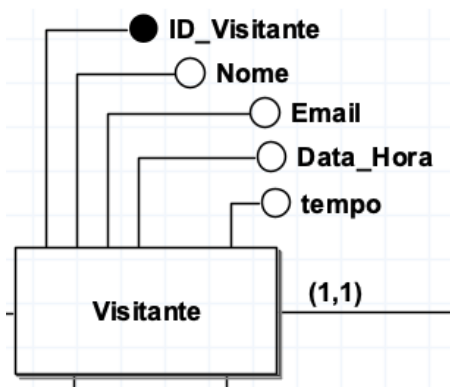 ID_Visitante
Nome
Email
Data_Hora
tempo
(1,1)
Visitante